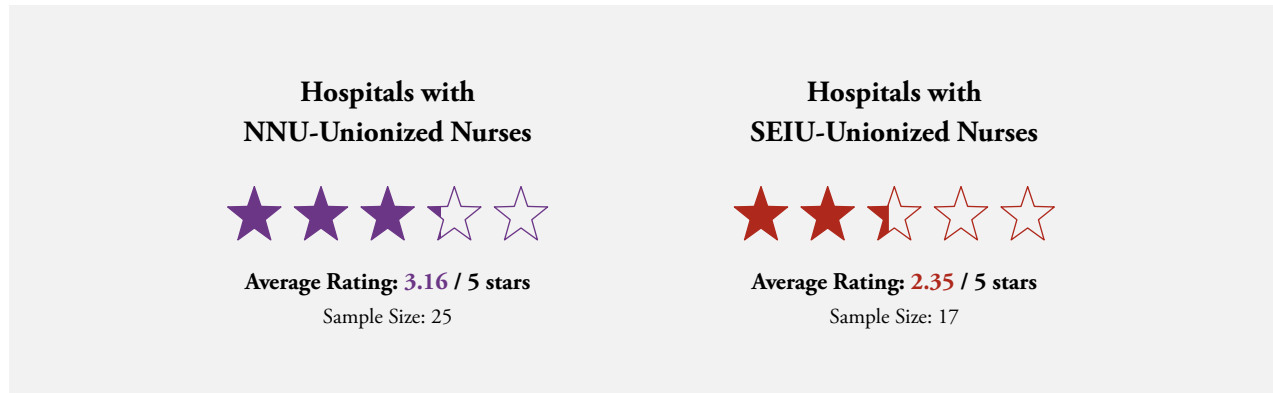 Hospitals with
NNU-Unionized Nurses
Average Rating: 3.16 / 5 stars
Sample Size: 25
Hospitals with
SEIU-Unionized Nurses
Average Rating: 2.35 / 5 stars
Sample Size: 17